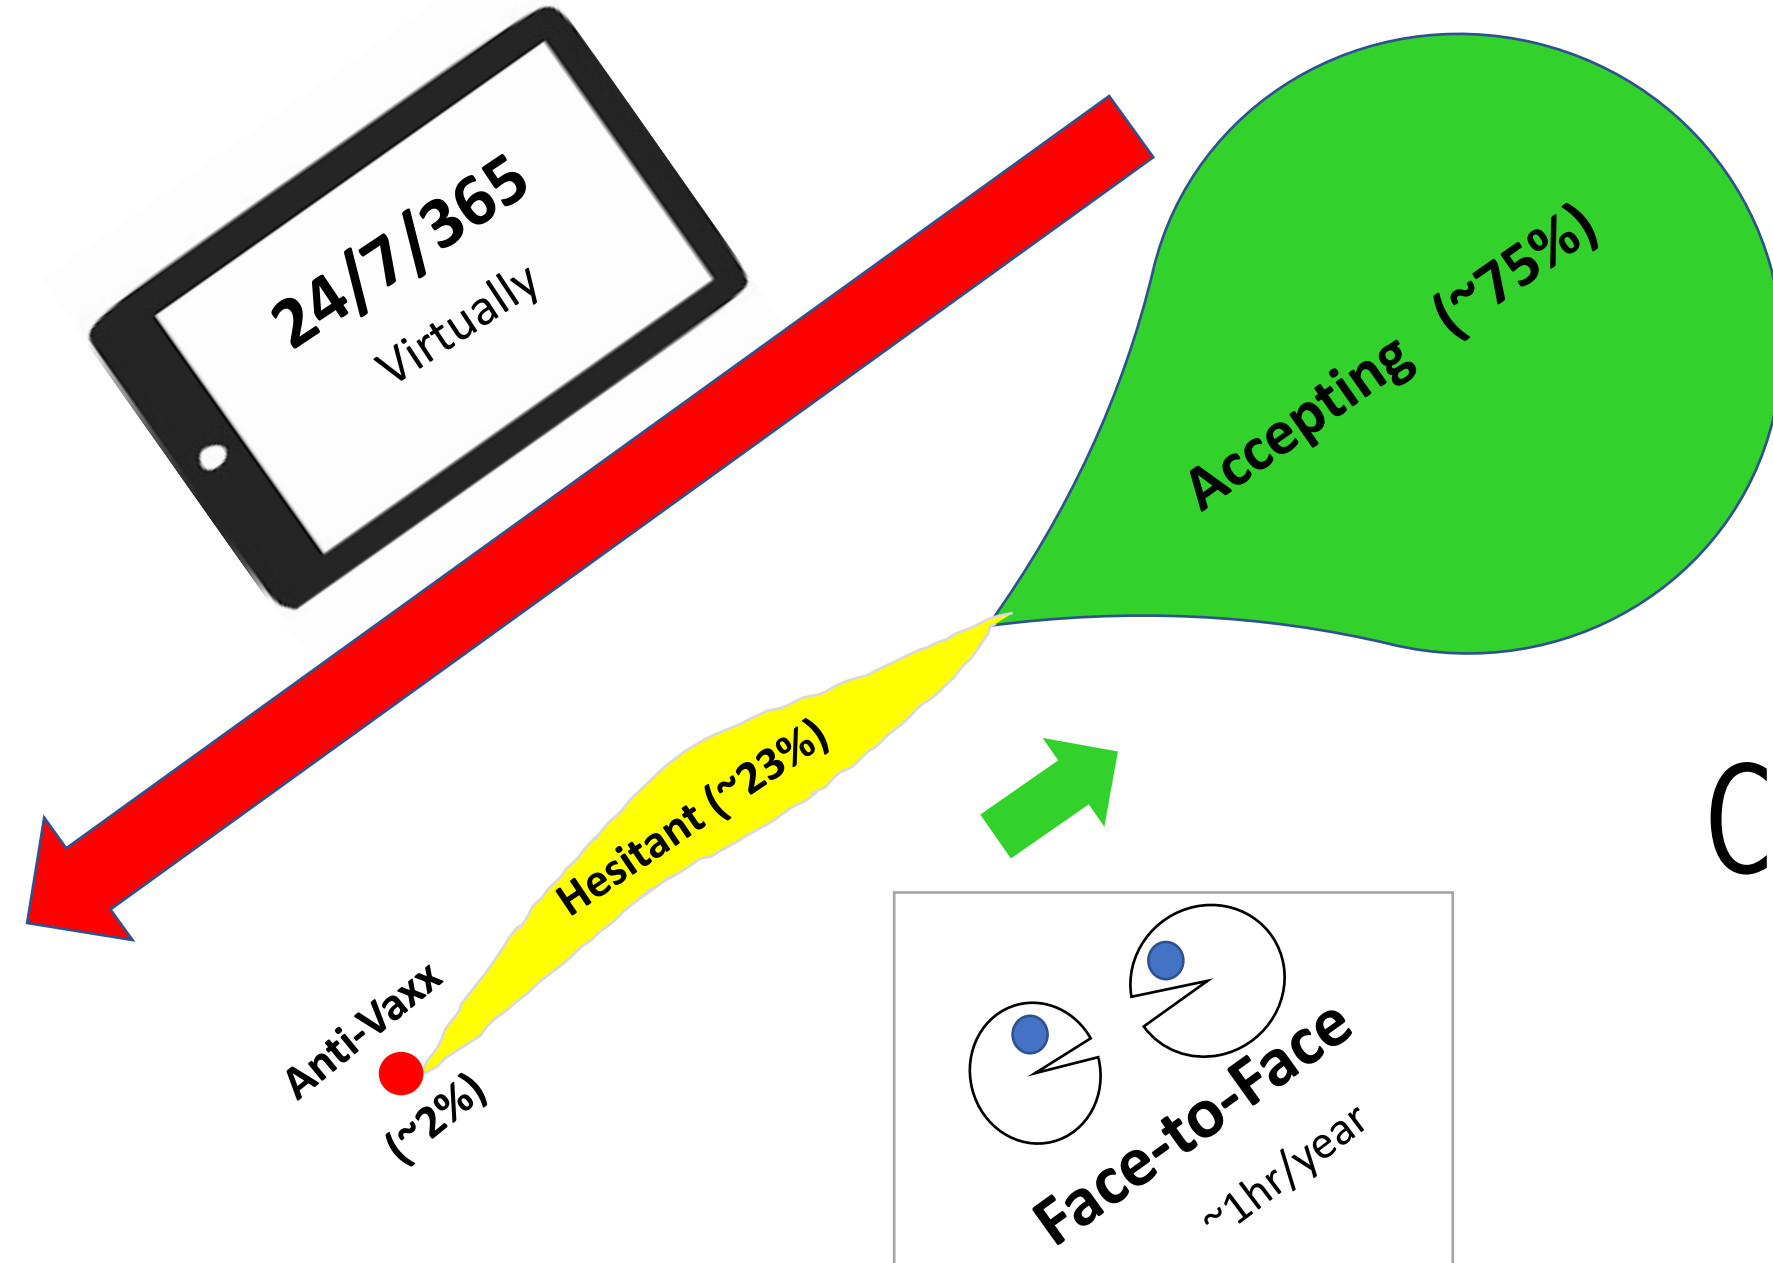 24/7/365
Virtually
Accepting (~75%)
Hesitant (~23%)
Anti-Vaxx
(~2%)
C
Face-to-Face
~1hr/year